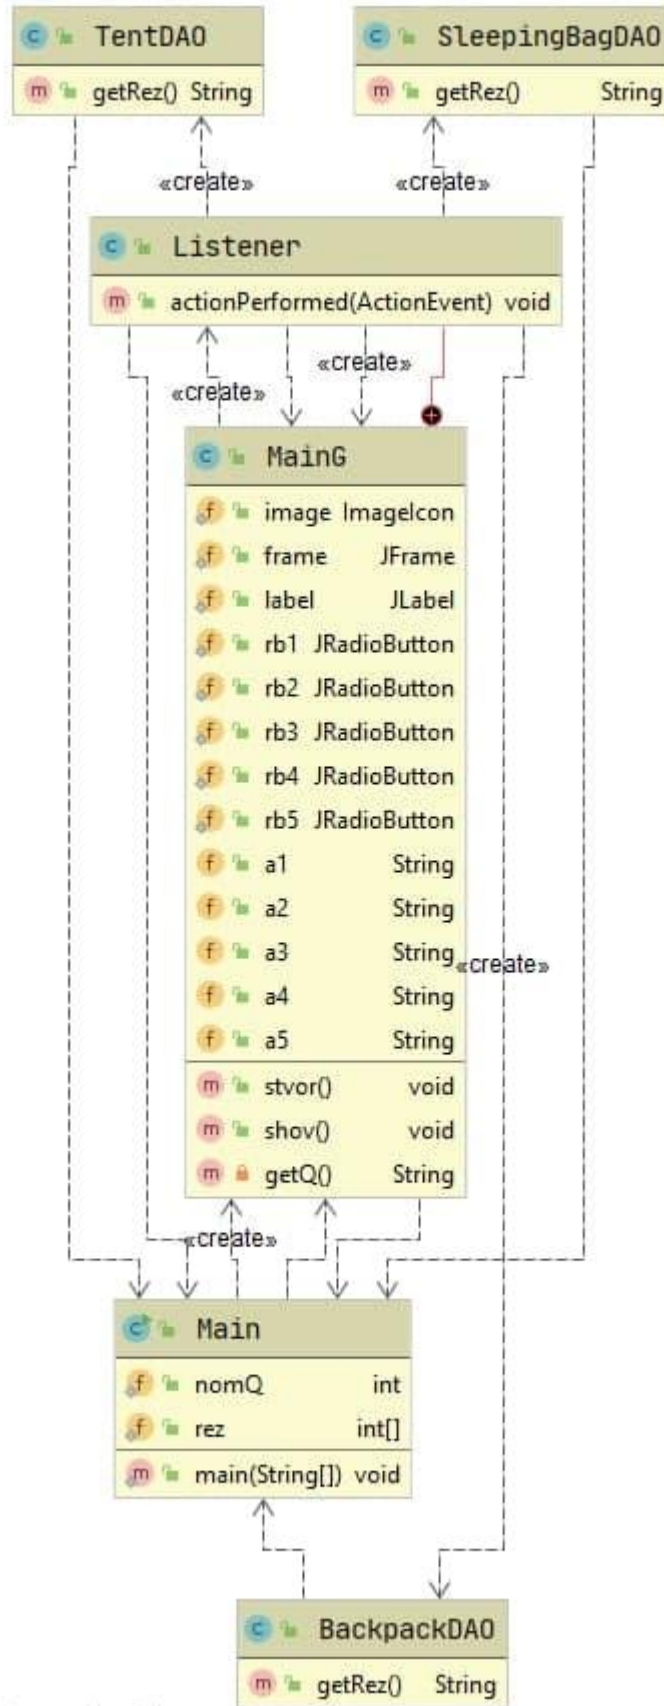 TentDAO
getRez() String
SleepingBagDAO
getRez() String
«create»
«create»
Listener
actionPerformed(ActionEvent) void
«create»
«create»
MainG
image ImageIcon
frame JFrame
label JLabel
rb1 JRadioButton
rb2 JRadioButton
rb3 JRadioButton
rb4 JRadioButton
rb5 JRadioButton
a1 String
a2 String
a3 String
a4 String
a5 String
«create»
stvor() void
shov() void
getQ() String
«create»
Main
nomQ int
rez int[]
main(String[]) void
BackpackDAO
getRez() String